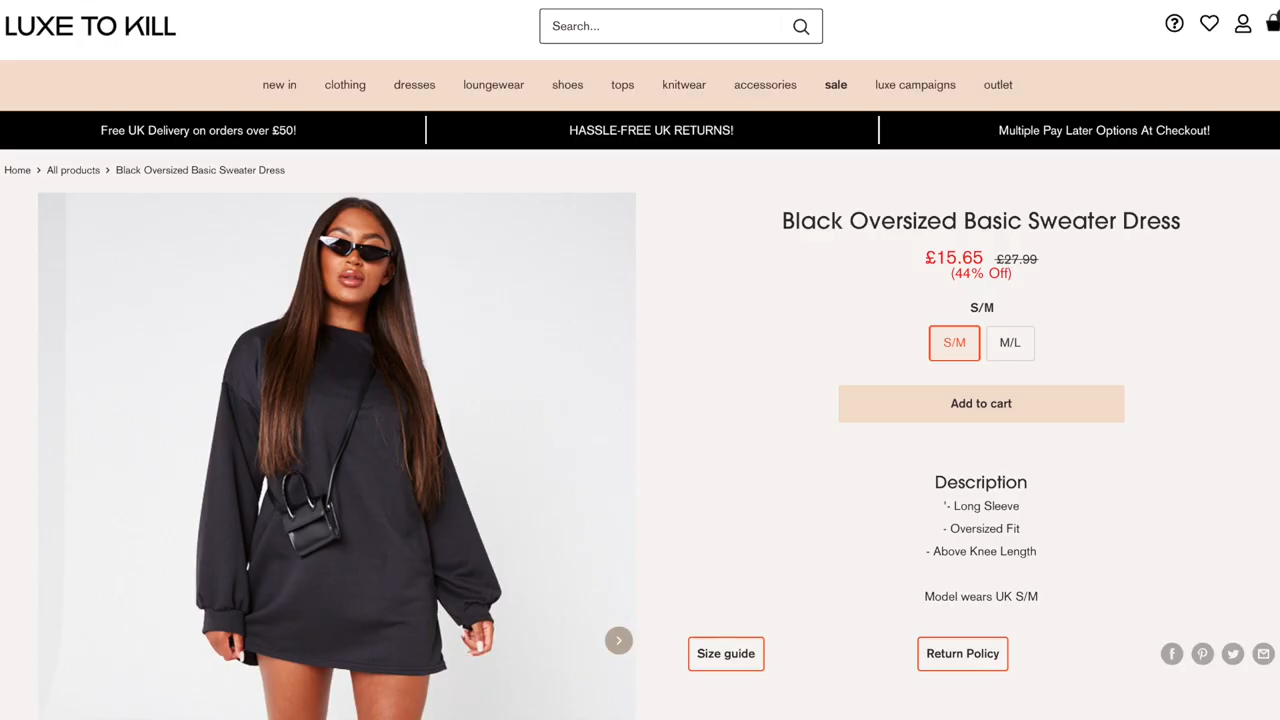 LUXE TO KILL
Search...
new in clothing dresses loungewear shoes tops knitwear accessories sale luxe campaigns outlet
Free UK Delivery on orders over £50! HASSLE-FREE UK RETURNS! Multiple Pay Later Options At Checkout!
Home > All products > Black Oversized Basic Sweater Dress
Black Oversized Basic Sweater Dress
£15.65 £27.99
(44% Off)
S/M
S/M M/L
Add to cart
Description
'- Long Sleeve
- Oversized Fit
- Above Knee Length
Model wears UK S/M
Size guide Return Policy